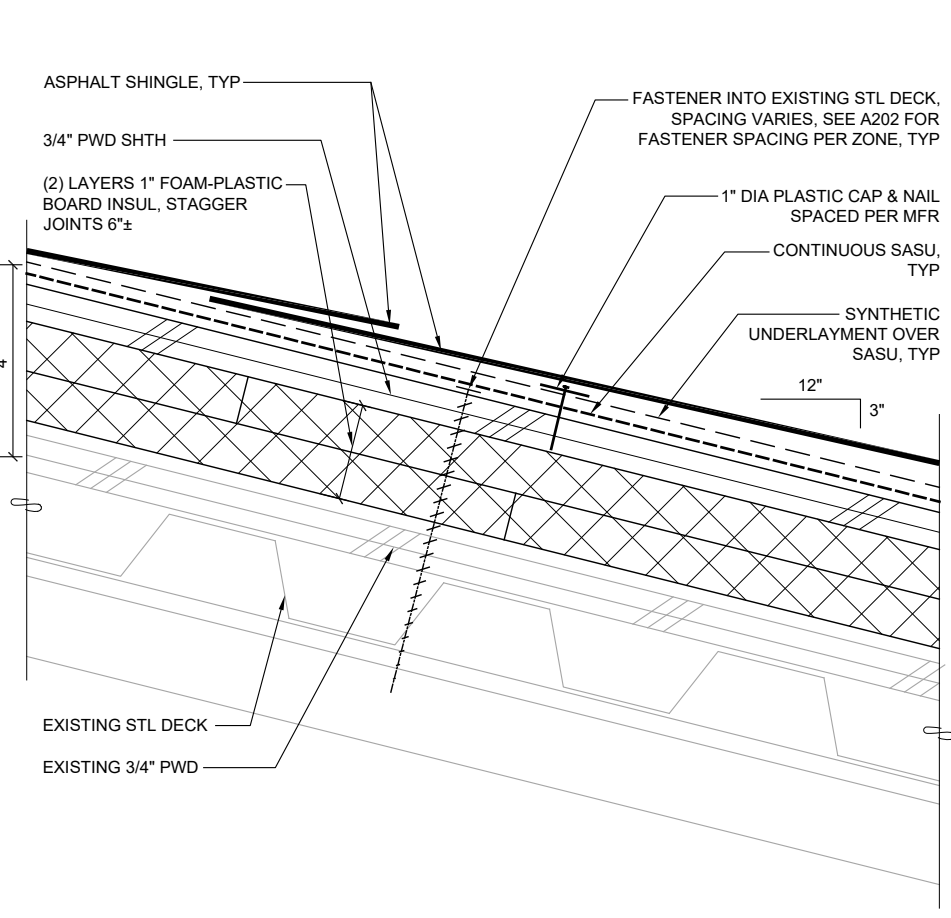 ASPHALT SHINGLE, TYP
3/4" PWD SHTH
(2) LAYERS 1" FOAM-PLASTIC
BOARD INSUL, STAGGER
JOINTS 6"±
FASTENER INTO EXISTING STL DECK,
SPACING VARIES, SEE A202 FOR
FASTENER SPACING PER ZONE, TYP
1" DIA PLASTIC CAP & NAIL
SPACED PER MFR
CONTINUOUS SASU,
TYP
SYNTHETIC
UNDERLAYMENT OVER
SASU, TYP
12"
3"
EXISTING STL DECK
EXISTING 3/4" PWD